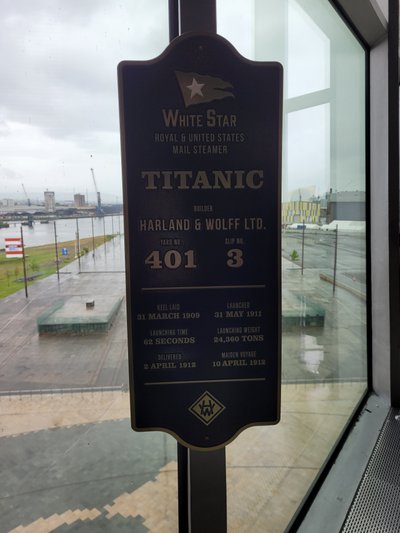 WHITE STAR
ROYAL & UNITED STATES
MAIL STEAMER
TITANIC
BUILDER
HARLAND & WOLFF LTD.
YARD NO. SLIP NO.
401 3
KEEL LAID LAUNCHED
31 MARCH 1909 31 MAY 1911
LAUNCHING TIME LAUNCHING WEIGHT
62 SECONDS 24,360 TONS
DELIVERED MAIDEN VOYAGE
2 APRIL 1912 10 APRIL 1912